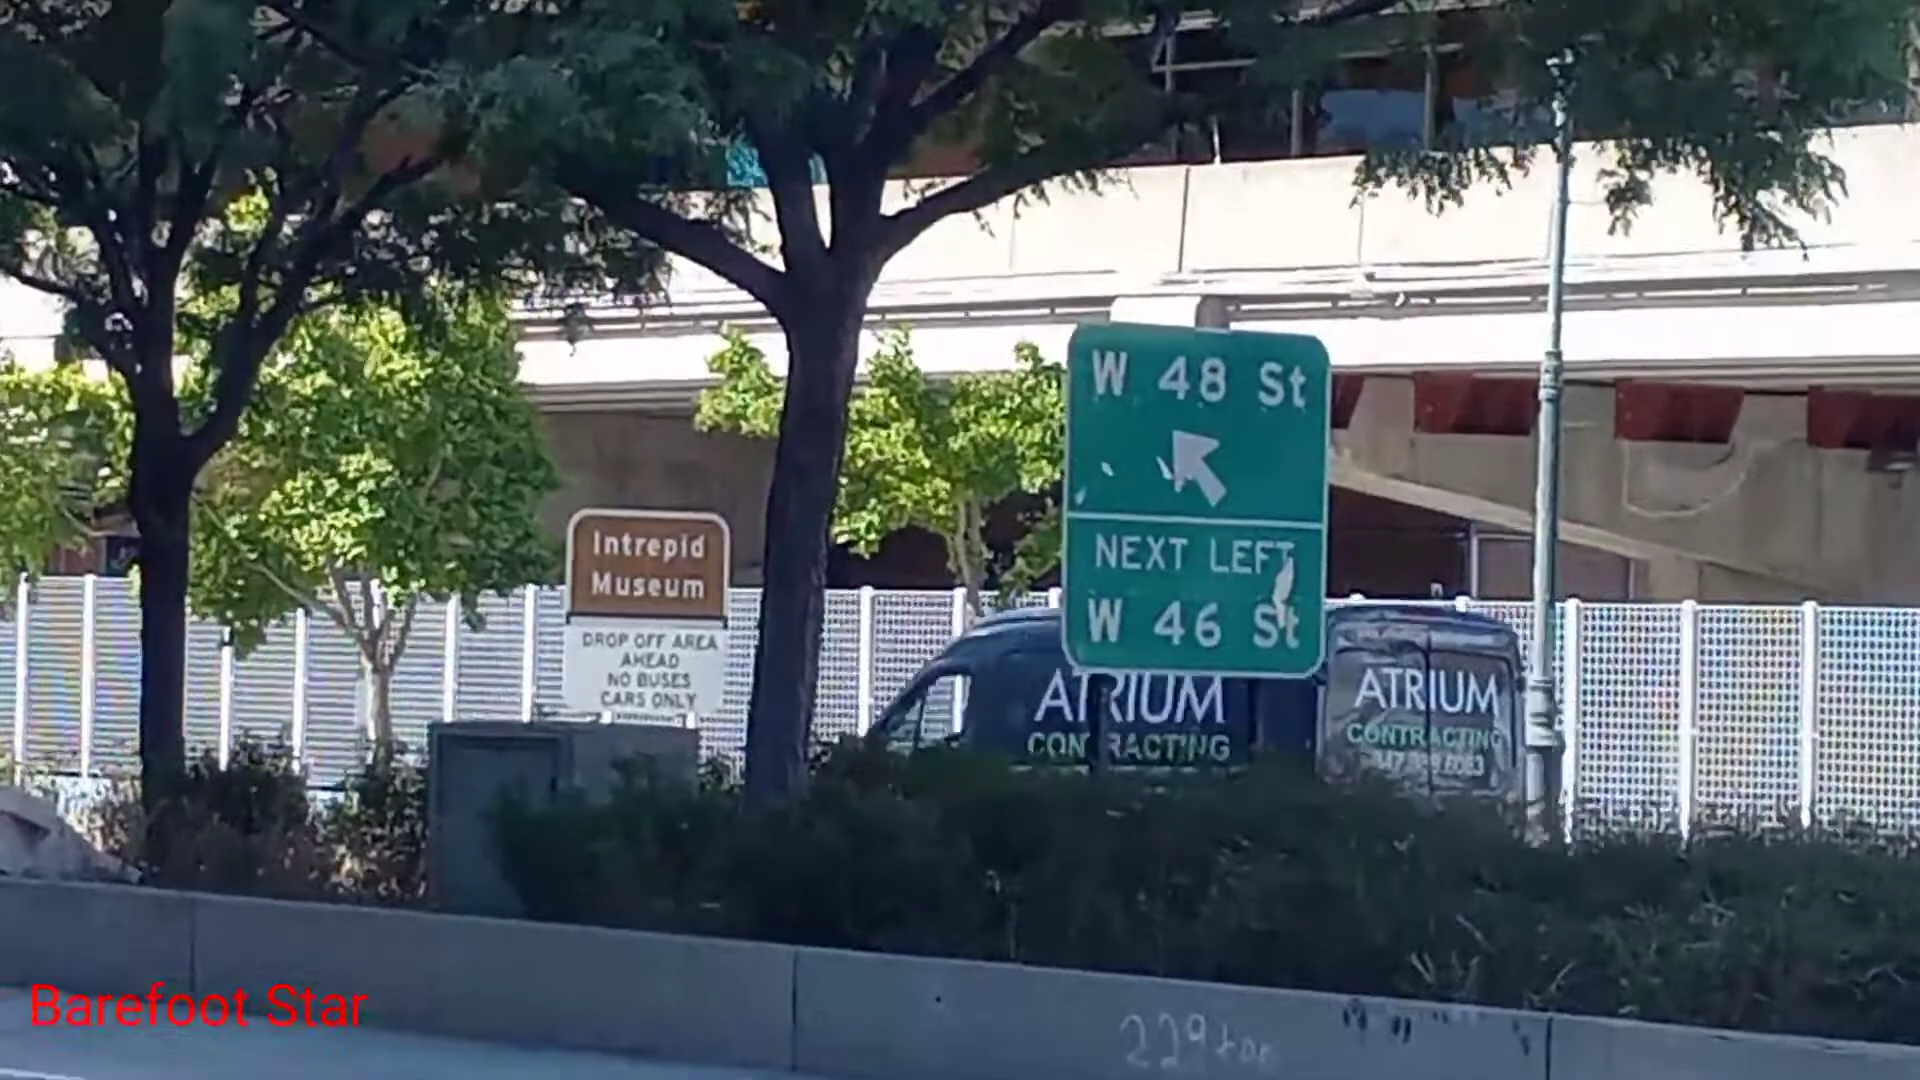 W 48 St
NEXT LEFT
W 46 St
Intrepid
Museum
DROP OFF AREA
AHEAD
NO BUSES
CARS ONLY
ATRIUM
CONTRACTING
ATRIUM
CONTRACTING
Barefoot Star